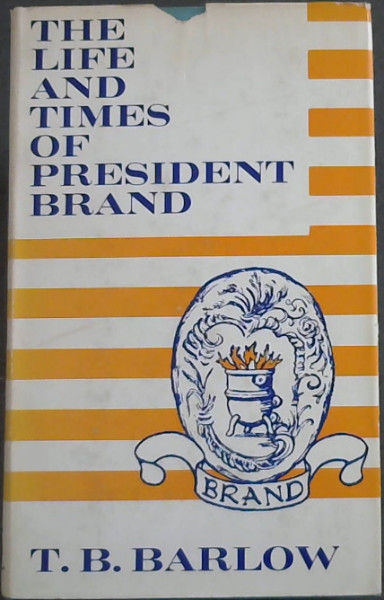 THE
LIFE
AND
TIMES
OF
PRESIDENT
BRAND
BRAND
T. B. BARLOW